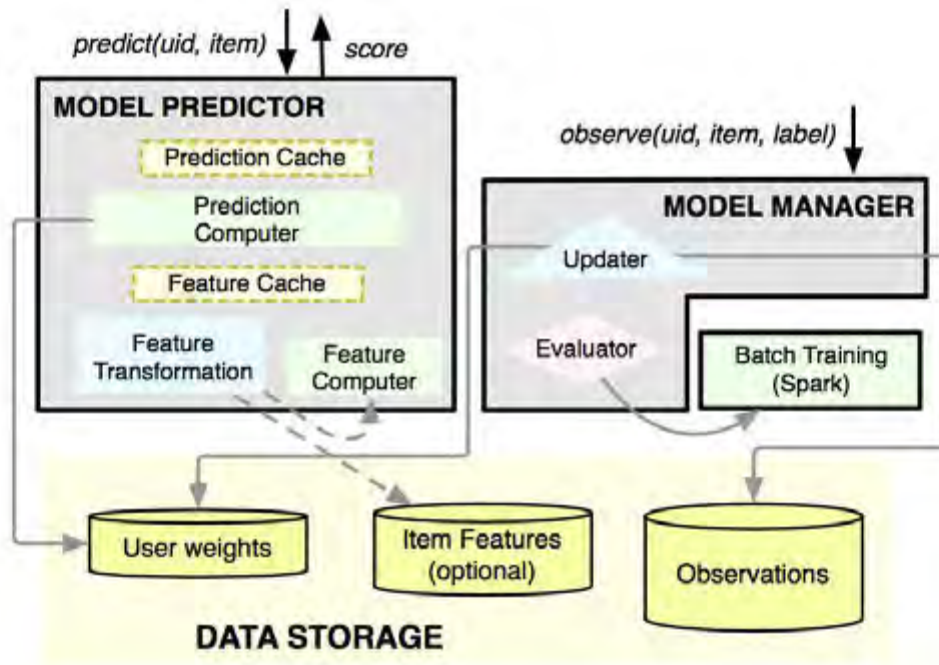 predict(uid, item)
score
MODEL PREDICTOR
Prediction Cache
Prediction
Computer
Feature Cache
Feature
Transformation
Feature
Computer
observe(uid, item, label)
MODEL MANAGER
Updater
Evaluator
Batch Training
(Spark)
User weights
Item Features
(optional)
Observations
DATA STORAGE